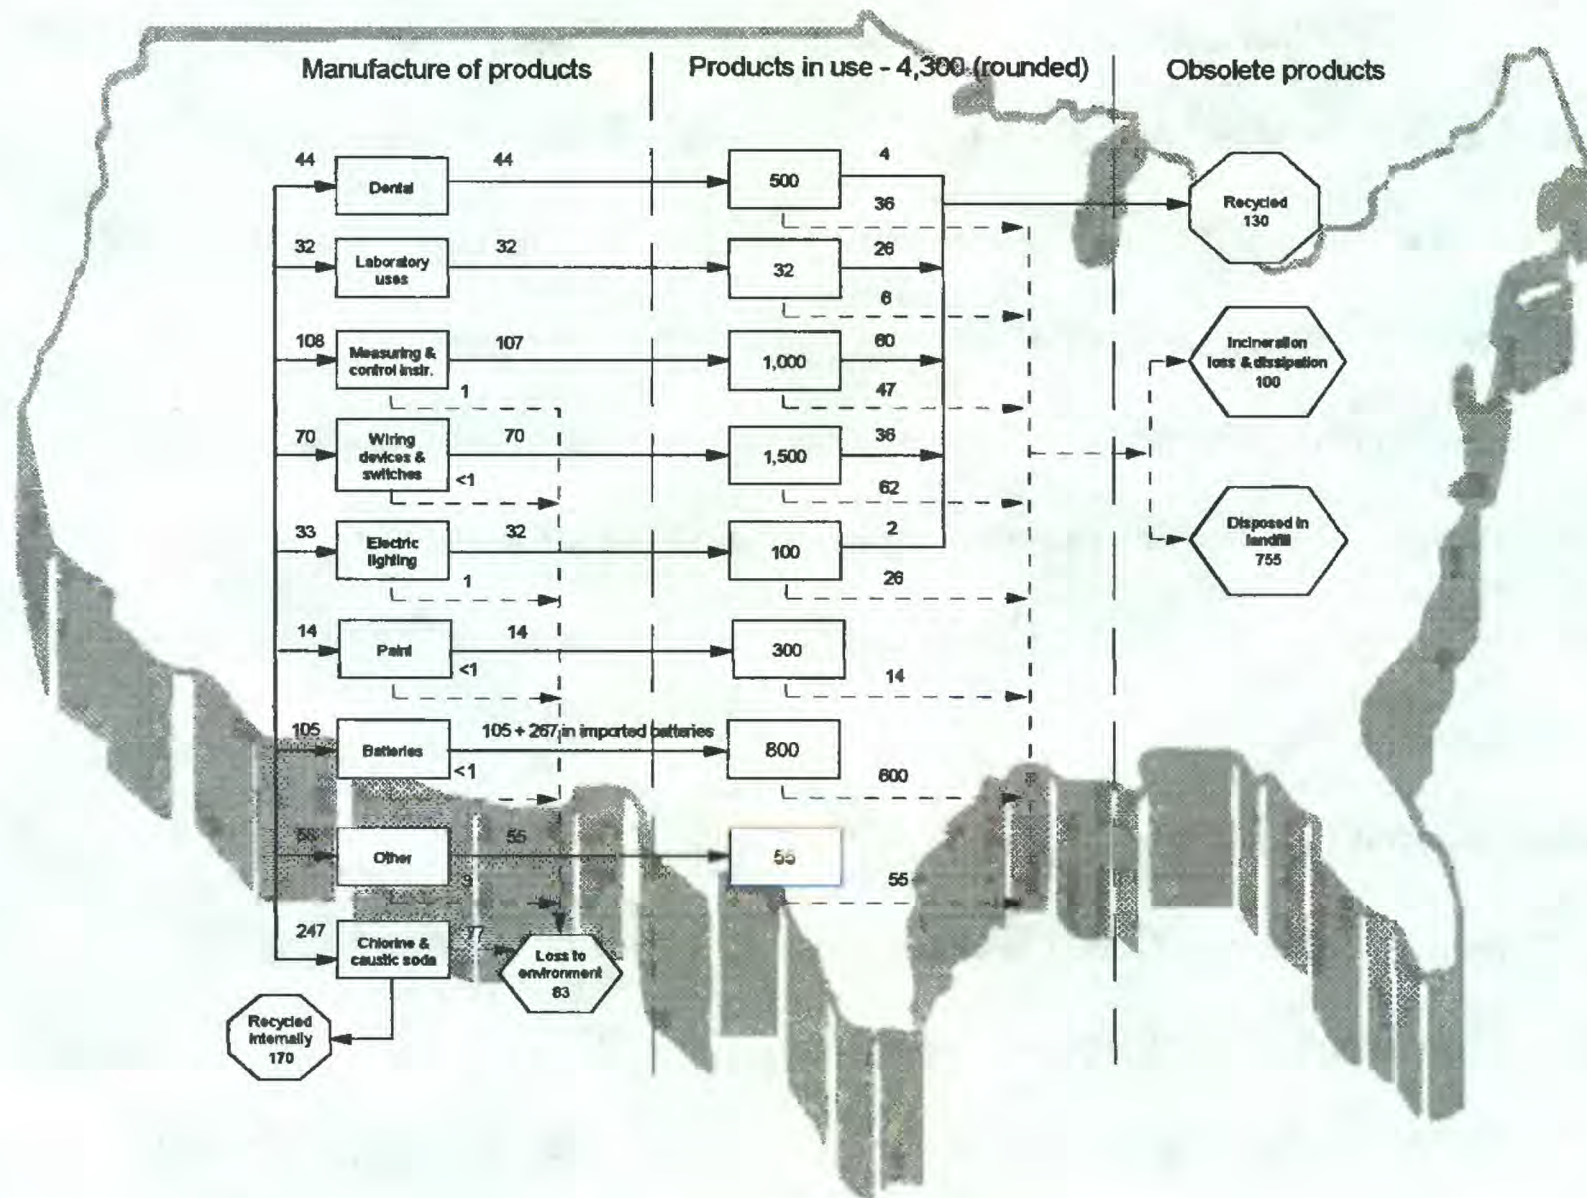 Manufacture of products
Products in use - 4,300 (rounded)
Obsolete products
44
Dental
44
500
4
36
Recycled
130
32
Laboratory
uses
32
32
26
6
108
Measuring &
control instr.
107
1
1,000
60
47
Incineration
loss & dissipation
100
70
Wiring
devices &
switches
70
<1
1,500
36
62
33
Electric
lighting
32
1
100
2
26
Disposed in
landfill
755
14
Paint
14
<1
300
14
105
Batteries
105 + 267 in imported batteries
<1
800
600
Other
55
55
55
247
Chlorine &
caustic soda
77
Loss to
environment
83
Recycled
internally
170